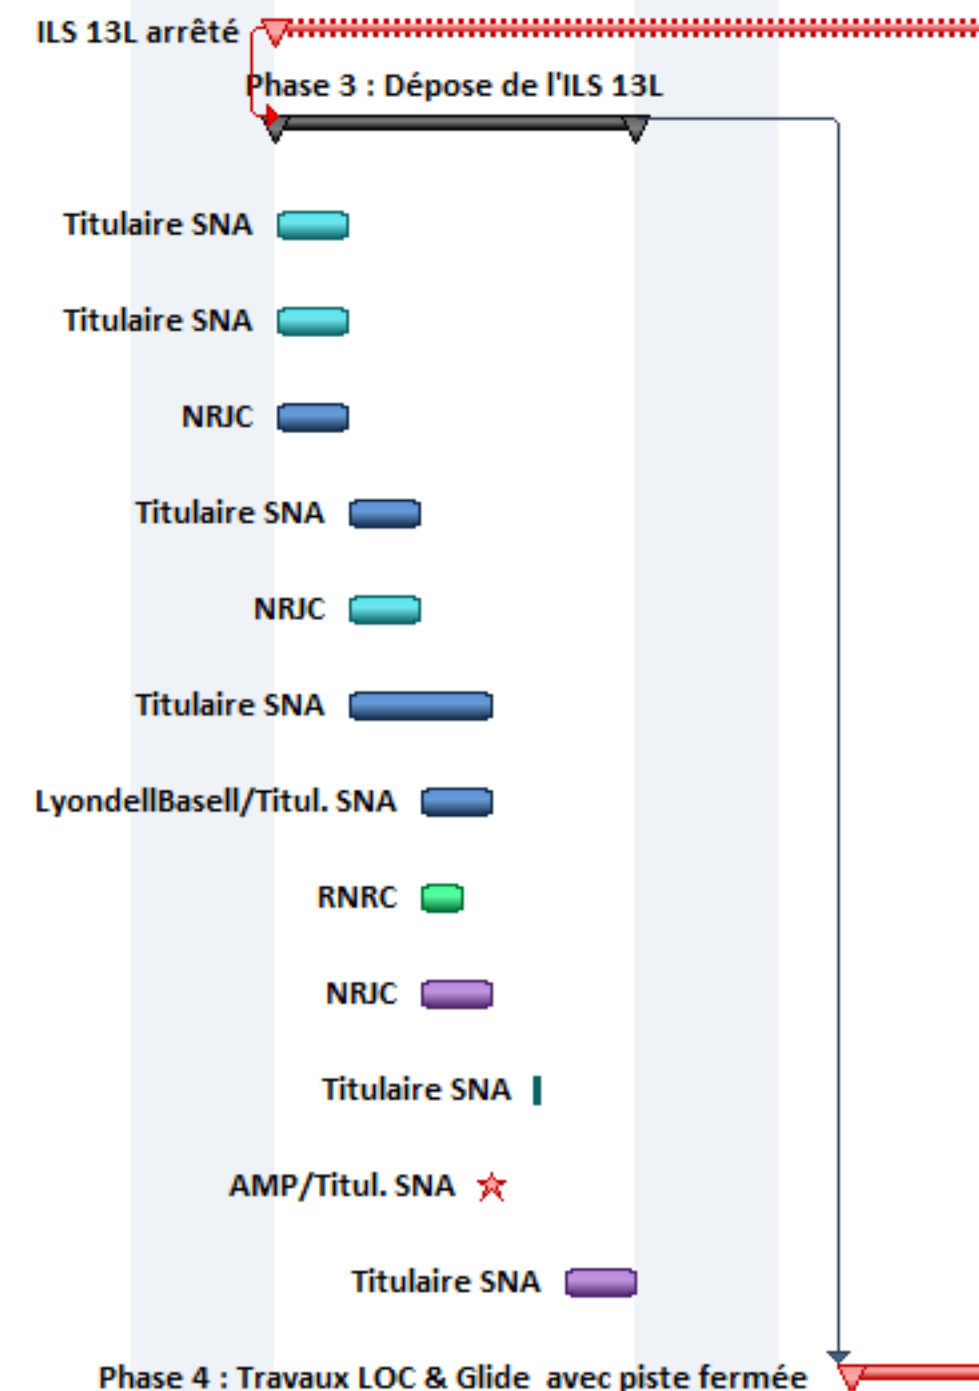 ILS 13L arrêté
Phase 3 : Dépose de l'ILS 13L
Titulaire SNA
Titulaire SNA
NRJC
Titulaire SNA
NRJC
Titulaire SNA
LyondellBasell/Titul. SNA
RNRC
NRJC
Titulaire SNA
AMP/Titul. SNA
Titulaire SNA
Phase 4 : Travaux LOC & Glide avec piste fermée